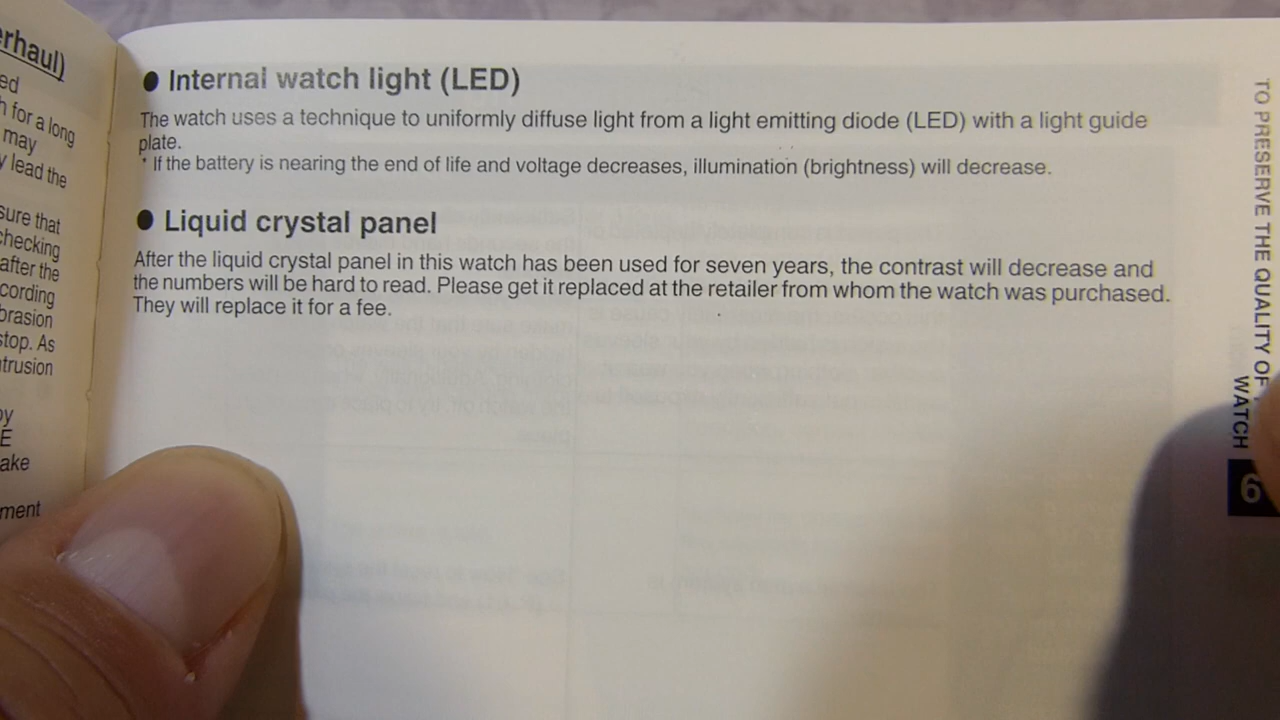 erhaul)
ed
h for a long
may
y lead the
sure that
checking
after the
cording
brasion
stop. As
trusion
by
E
ake
ment
● Internal watch light (LED)
The watch uses a technique to uniformly diffuse light from a light emitting diode (LED) with a light guide
plate.
* If the battery is nearing the end of life and voltage decreases, illumination (brightness) will decrease.
● Liquid crystal panel
After the liquid crystal panel in this watch has been used for seven years, the contrast will decrease and
the numbers will be hard to read. Please get it replaced at the retailer from whom the watch was purchased.
They will replace it for a fee.
TO PRESERVE THE QUALITY OF
WATCH
6